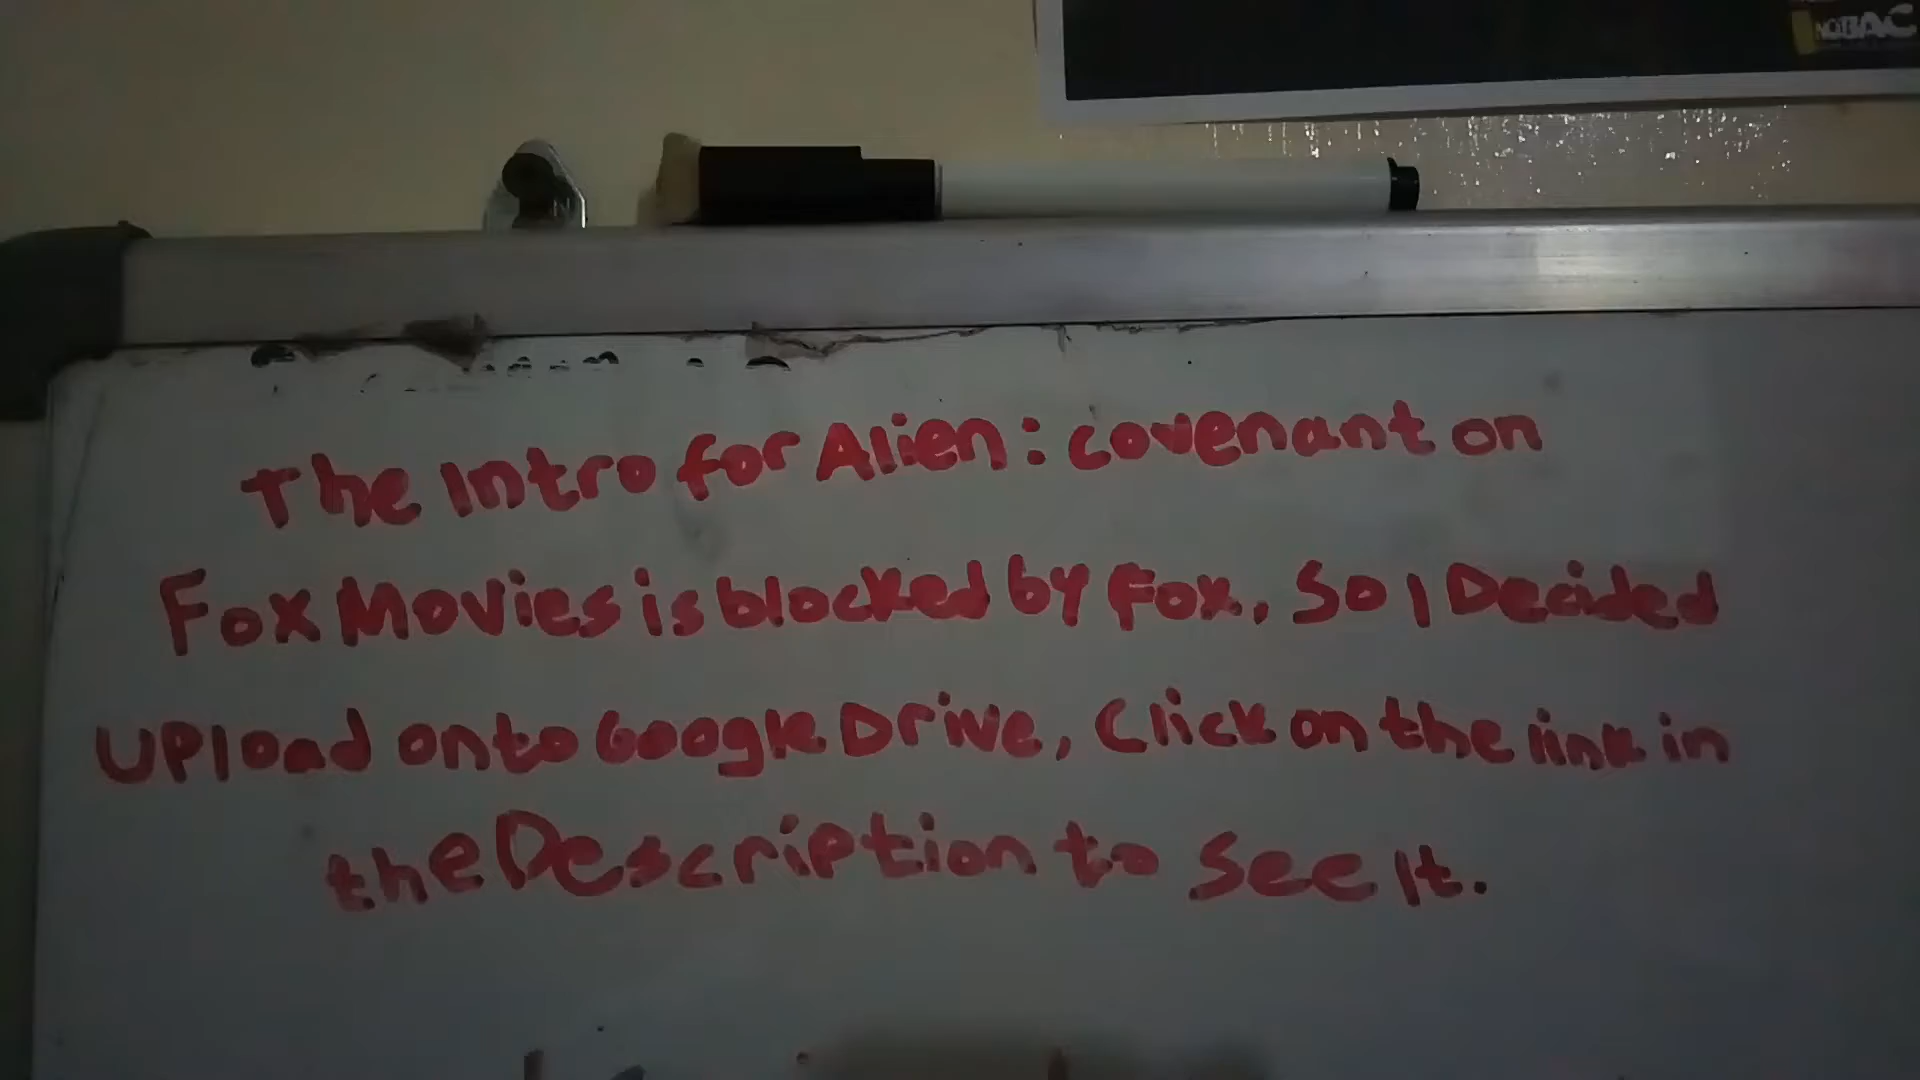 The Intro for Alien: covenant on
Fox Movies is blocked by Fox, So I Decided
Upload onto Google Drive, Click on the link in
the Description to See It.